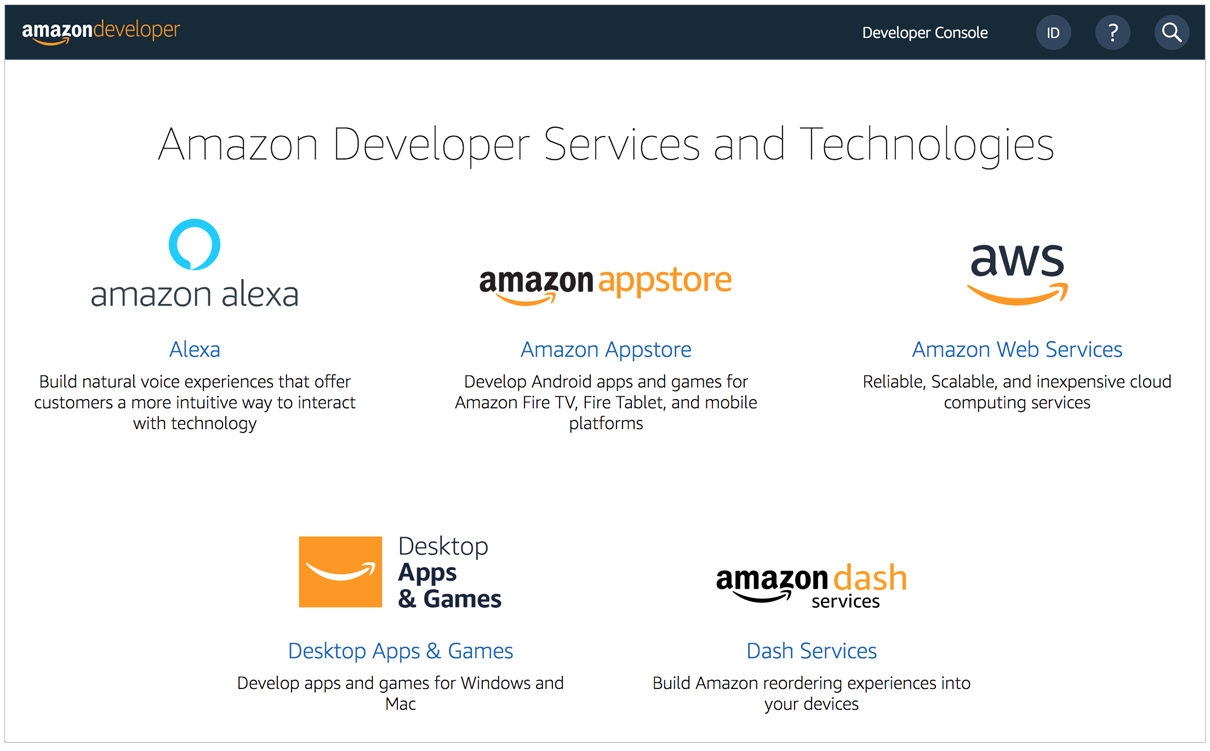 amazondeveloper
Developer Console
ID
?
Amazon Developer Services and Technologies
amazon alexa
Alexa
Build natural voice experiences that offer
customers a more intuitive way to interact
with technology
amazon appstore
Amazon Appstore
Develop Android apps and games for
Amazon Fire TV, Fire Tablet, and mobile
platforms
aws
Amazon Web Services
Reliable, Scalable, and inexpensive cloud
computing services
Desktop
Apps
& Games
Desktop Apps & Games
Develop apps and games for Windows and
Mac
amazon dash
services
Dash Services
Build Amazon reordering experiences into
your devices